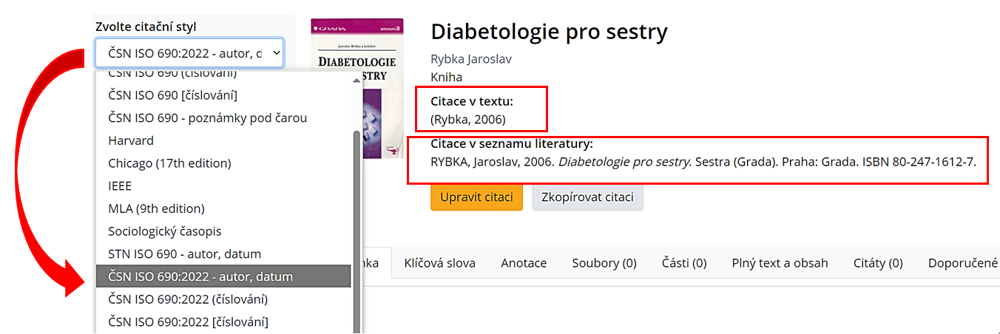 Zvolte citační styl
ČSN ISO 690:2022 - autor, d
ČSN ISO 690 (číslování)
ČSN ISO 690 [číslování]
ČSN ISO 690 - poznámky pod čarou
Harvard
Chicago (17th edition)
IEEE
MLA (9th edition)
Sociologický časopis
STN ISO 690 - autor, datum
ČSN ISO 690:2022 - autor, datum
ČSN ISO 690:2022 (číslování)
ČSN ISO 690:2022 [číslování]
GRADA
avicenum
Jaroslav Rybka a kolektiv
DIABETOLOGIE
STRY
Diabetologie pro sestry
Rybka Jaroslav
Kniha
Citace v textu:
(Rybka, 2006)
Citace v seznamu literatury:
RYBKA, Jaroslav, 2006. Diabetologie pro sestry. Sestra (Grada). Praha: Grada. ISBN 80-247-1612-7.
Upravit citaci Zkopírovat citaci
nka Klíčová slova Anotace Soubory (0) Části (0) Plný text a obsah Citáty (0) Doporučené